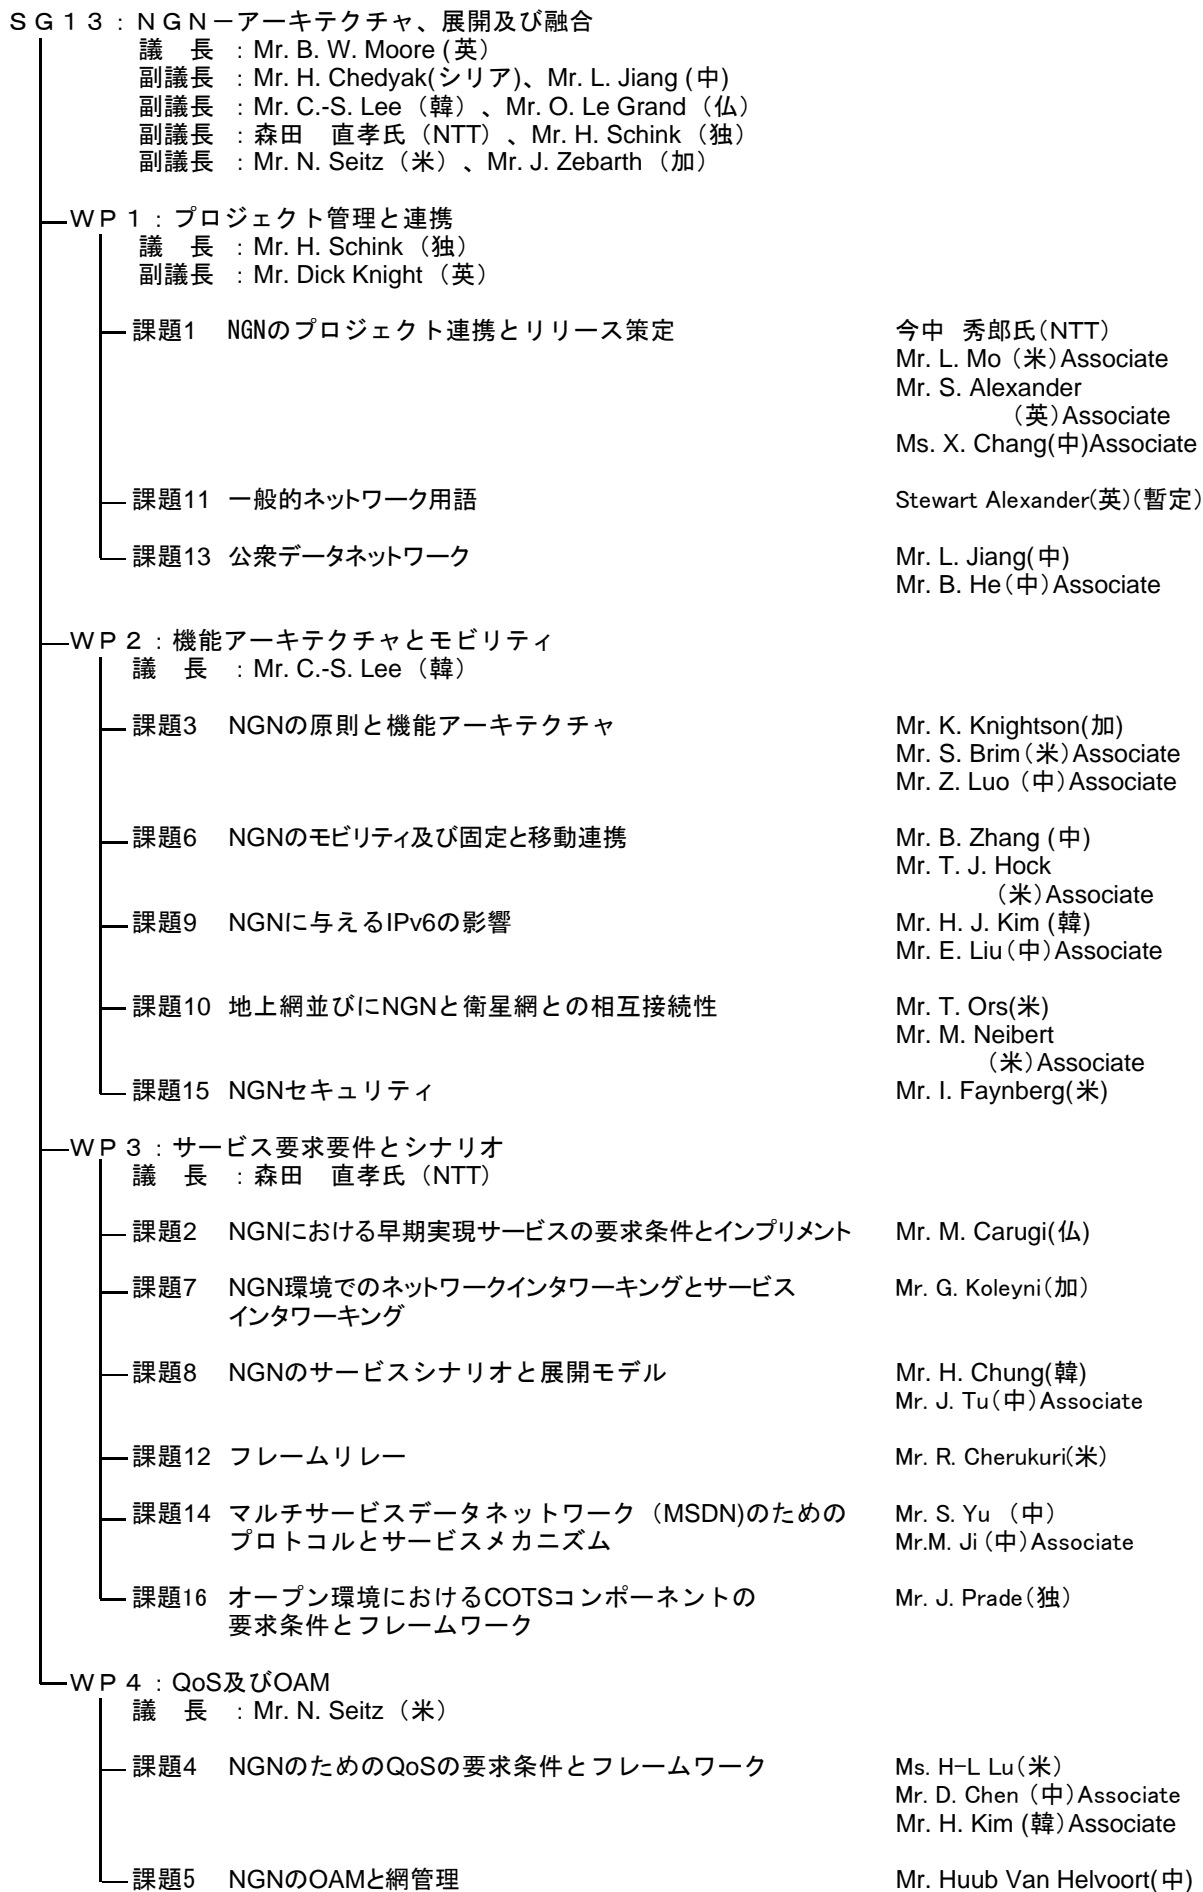 ＳＧ１３：ＮＧＮ－アーキテクチャ、展開及び融合
議　長　：Mr. B. W. Moore (英）
副議長　：Mr. H. Chedyak(シリア)、Mr. L. Jiang (中)
副議長　：Mr. C.-S. Lee（韓）、Mr. O. Le Grand（仏）
副議長　：森田　直孝氏（NTT）、Mr. H. Schink（独）
副議長　：Mr. N. Seitz（米）、Mr. J. Zebarth（加）
ＷＰ１：プロジェクト管理と連携
議　長　：Mr. H. Schink（独）
副議長　：Mr. Dick Knight（英）
課題1　NGNのプロジェクト連携とリリース策定　今中　秀郎氏（NTT）
Mr. L. Mo（米）Associate
Mr. S. Alexander
（英）Associate
Ms. X. Chang(中)Associate
課題11　一般的ネットワーク用語　Stewart Alexander(英)(暫定)
課題13　公衆データネットワーク　Mr. L. Jiang(中)
Mr. B. He（中）Associate
ＷＰ２：機能アーキテクチャとモビリティ
議　長　：Mr. C.-S. Lee（韓）
課題3　NGNの原則と機能アーキテクチャ　Mr. K. Knightson(加)
Mr. S. Brim（米）Associate
Mr. Z. Luo（中）Associate
課題6　NGNのモビリティ及び固定と移動連携　Mr. B. Zhang (中)
Mr. T. J. Hock
（米）Associate
課題9　NGNに与えるIPv6の影響　Mr. H. J. Kim (韓)
Mr. E. Liu（中）Associate
課題10　地上網並びにNGNと衛星網との相互接続性　Mr. T. Ors(米)
Mr. M. Neibert
（米）Associate
課題15　NGNセキュリティ　Mr. I. Faynberg(米)
ＷＰ３：サービス要求要件とシナリオ
議　長　：森田　直孝氏（NTT）
課題2　NGNにおける早期実現サービスの要求条件とインプリメント　Mr. M. Carugi(仏)
課題7　NGN環境でのネットワークインタワーキングとサービス　Mr. G. Koleyni（加）
インタワーキング
課題8　NGNのサービスシナリオと展開モデル　Mr. H. Chung(韓)
Mr. J. Tu（中）Associate
課題12　フレームリレー　Mr. R. Cherukuri(米)
課題14　マルチサービスデータネットワーク（MSDN)のための　Mr. S. Yu （中）
プロトコルとサービスメカニズム　Mr.M. Ji（中）Associate
課題16　オープン環境におけるCOTSコンポーネントの　Mr. J. Prade（独）
要求条件とフレームワーク
ＷＰ４：QoS及びOAM
議　長　：Mr. N. Seitz（米）
課題4　NGNのためのQoSの要求条件とフレームワーク　Ms. H-L Lu（米）
Mr. D. Chen（中）Associate
Mr. H. Kim (韓）Associate
課題5　NGNのOAMと網管理　Mr. Huub Van Helvoort(中)